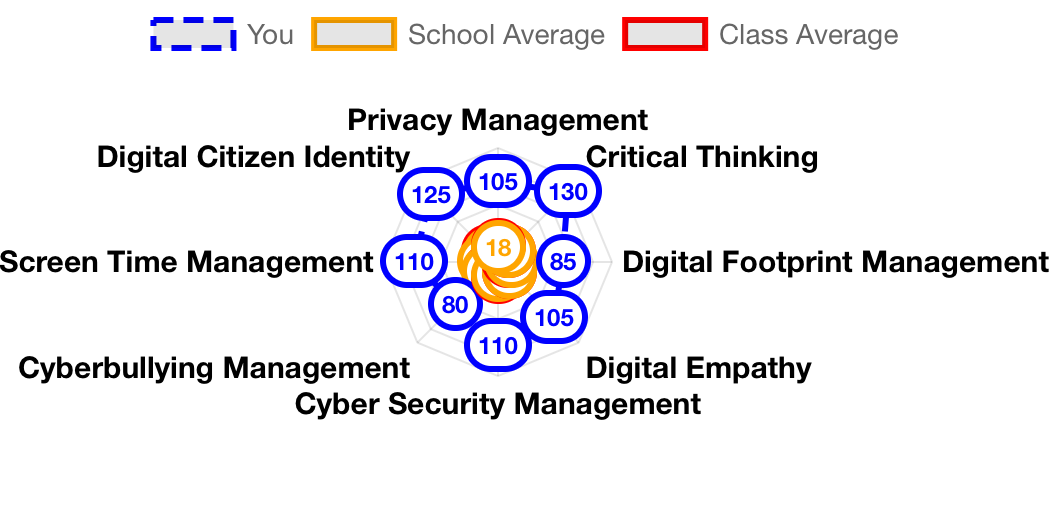 You School Average Class Average
Privacy Management
Digital Citizen Identity Critical Thinking
105
125 130
18
Screen Time Management 110 85 Digital Footprint Management
80 105
110
Cyberbullying Management Digital Empathy
Cyber Security Management